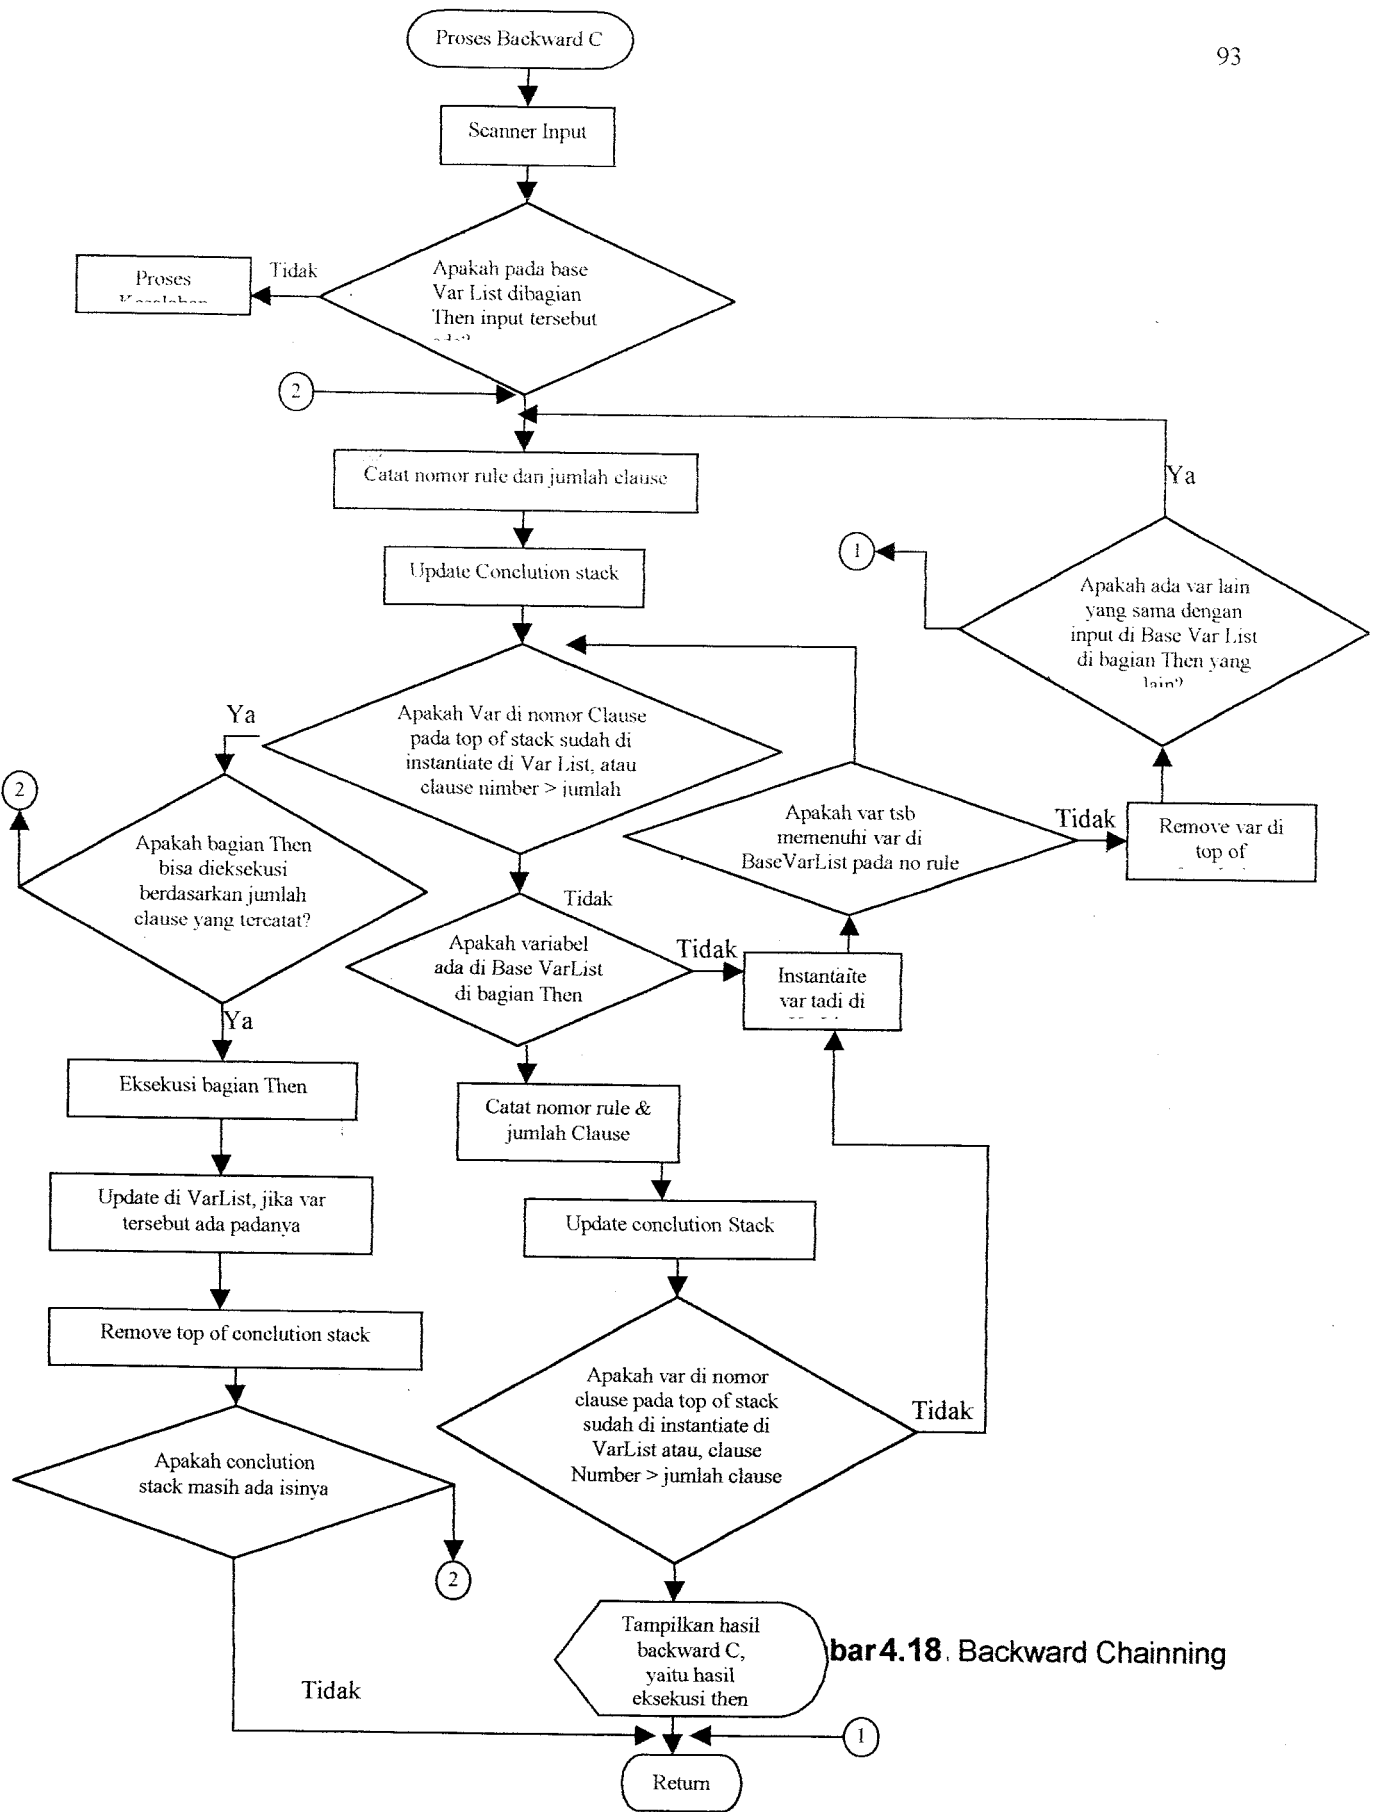 93
Proses Backward C
Scanner Input
Apakah pada base
Var List dibagian
Then input tersebut
Tidak
Proses
2
Catat nomor rule dan jumlah clause
Ya
Update Conclution stack
1
Apakah ada var lain
yang sama dengan
input di Base Var List
di bagian Then yang
lain?
Apakah Var di nomor Clause
pada top of stack sudah di
instantiate di Var List, atau
clause nimber > jumlah
Ya
2
Apakah bagian Then
bisa dieksekusi
berdasarkan jumlah
clause yang tercatat?
Tidak
Apakah var tsb
memenuhi var di
BaseVarList pada no rule
Tidak
Remove var di
top of
Apakah variabel
ada di Base VarList
di bagian Then
Tidak
Instantaite
var tadi di
Ya
Eksekusi bagian Then
Catat nomor rule &
jumlah Clause
Update di VarList, jika var
tersebut ada padanya
Update conclution Stack
Remove top of conclution stack
Apakah var di nomor
clause pada top of stack
sudah di instantiate di
VarList atau, clause
Number > jumlah clause
Tidak
Apakah conclution
stack masih ada isinya
2
Tampilkan hasil
backward C,
yaitu hasil
eksekusi then
bar 4.18. Backward Chainning
Tidak
1
Return